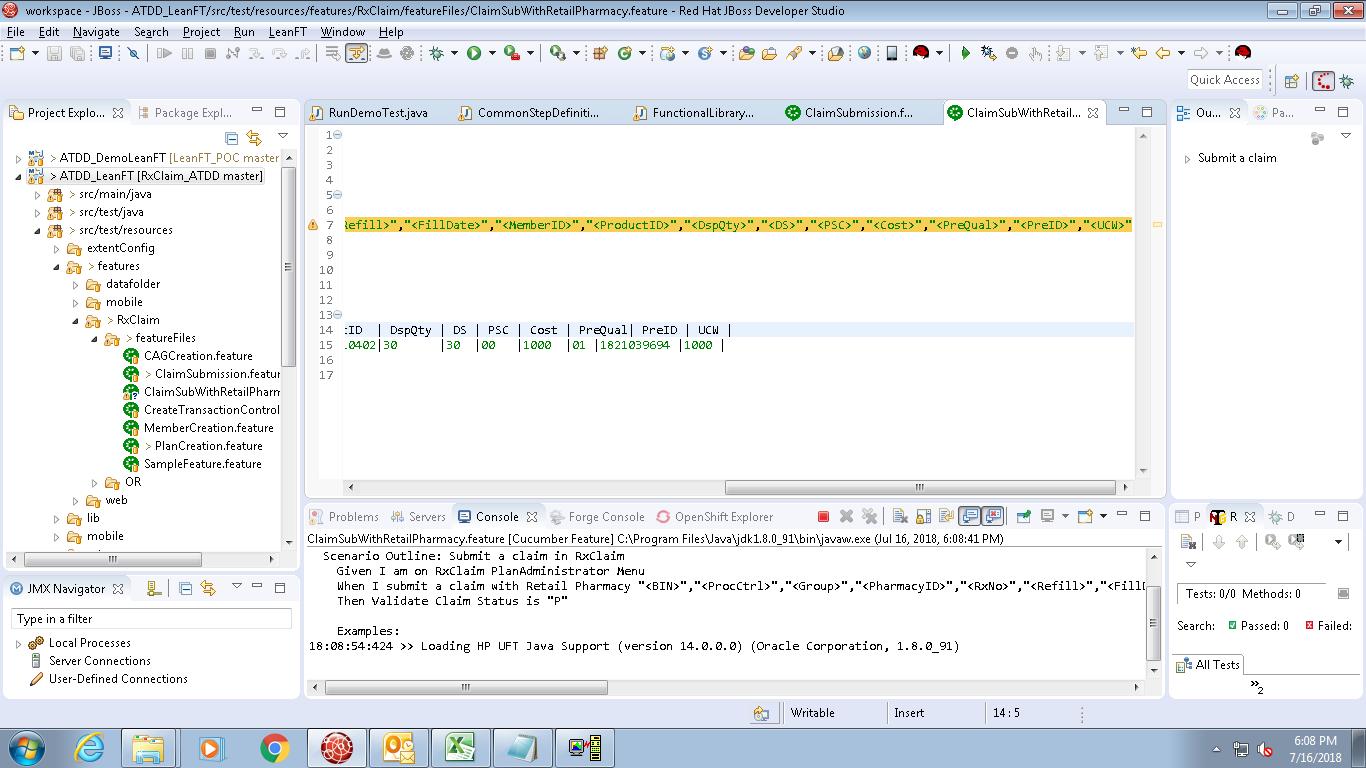 workspace - JBoss - ATDD_LeanFT/src/test/resources/features/RxClaim/featureFiles/ClaimSubWithRetailPharmacy.feature - Red Hat JBoss Developer Studio
File Edit Navigate Search Project Run LeanFT Window Help
Quick Access
Project Explo...
Package Expl...
> ATDD_DemoLeanFT [LeanFT_POC master
> ATDD_LeanFT [RxClaim_ATDD master]
> src/main/java
> src/test/java
> src/test/resources
extentConfig
> features
datafolder
mobile
> RxClaim
> featureFiles
CAGCreation.feature
> ClaimSubmission.featur
ClaimSubWithRetailPharm
CreateTransactionControl
MemberCreation.feature
> PlanCreation.feature
SampleFeature.feature
OR
web
lib
mobile
RunDemoTest.java
CommonStepDefiniti...
FunctionalLibrary...
ClaimSubmission.f...
ClaimSubWithRetail...
1
2
3
4
5
6
7 Refill>","<FillDate>","<MemberID>","<ProductID>","<DspQty>","<DS>","<PSC>","<Cost>","<PreQual>","<PreID>","<UCW>"
8
9
10
11
12
13
14 tID | DspQty | DS | PSC | Cost | PreQual| PreID | UCW |
15 10402|30 |30 |00 |1000 |01 |1821039694 |1000 |
16
17
Ou...
Pa...
Submit a claim
Problems
Servers
Console
Forge Console
OpenShift Explorer
ClaimSubWithRetailPharmacy.feature [Cucumber Feature] C:\Program Files\Java\jdk1.8.0_91\bin\javaw.exe (Jul 16, 2018, 6:08:41 PM)
Scenario Outline: Submit a claim in RxClaim
Given I am on RxClaim PlanAdministrator Menu
When I submit a claim with Retail Pharmacy "<BIN>","<ProcCtrl>","<Group>","<PharmacyID>","<RxNo>","<Refill>","<FillD
Then Validate Claim Status is "P"
Examples:
18:08:54:424 >> Loading HP UFT Java Support (version 14.0.0.0) (Oracle Corporation, 1.8.0_91)
JMX Navigator
Type in a filter
Local Processes
Server Connections
User-Defined Connections
P
R
D
Tests: 0/0 Methods: 0
Search: Passed: 0 Failed:
All Tests
»2
Writable
Insert
14 : 5
6:08 PM
7/16/2018